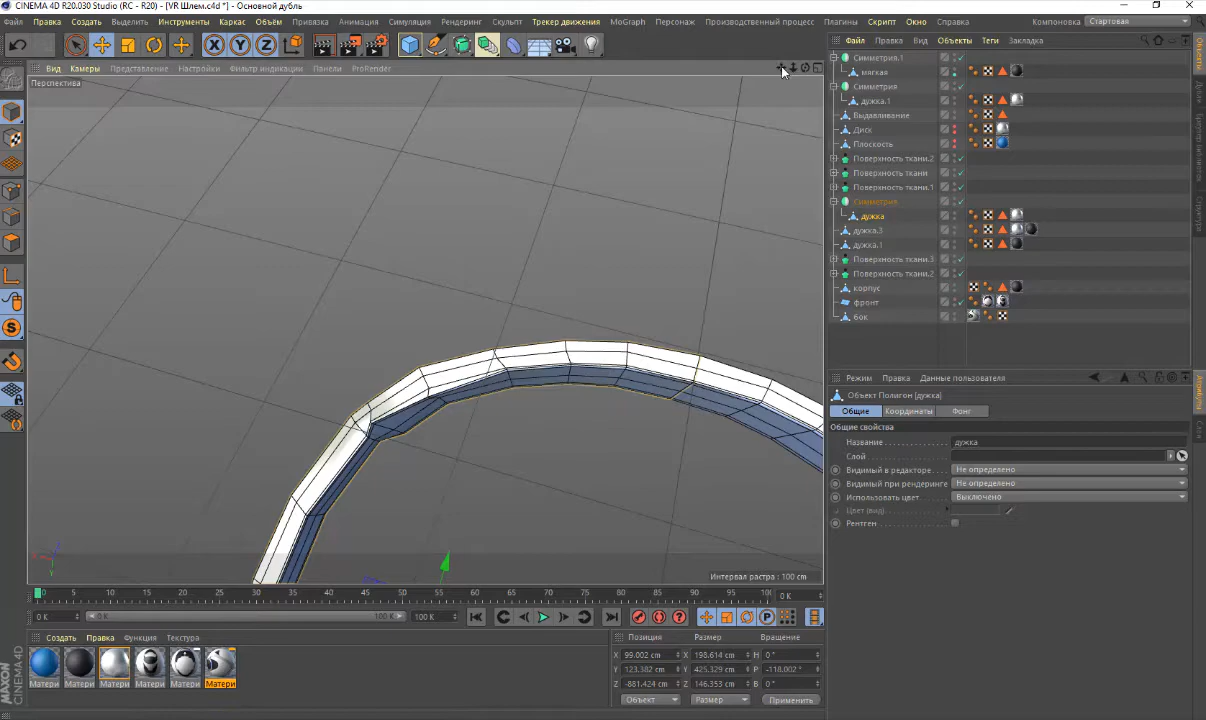 CINEMA 4D R20.030 Studio (RC - R20) - [VR Шлем.c4d *] - Основной дубль
Файл Правка Создать Выделить Инструменты Каркас Объём Привязка Анимация Симуляция Рендеринг Скульпт Трекер движения MoGraph Персонаж Производственный процесс Плагины Скрипт Окно Справка Компоновка Стартовая
Вид Камеры Представление Настройки Фильтр индикации Панели ProRender
Перспектива
Интервал растра : 100 cm
0 5 10 15 20 25 30 35 40 45 50 55 60 65 70 75 80 85 90 95 100 0 K
0 K 0 K 100 K 100 K
Создать Правка Функция Текстура
Матери Матери Матери Матери Матери Матери
MAXON
CINEMA 4D
Позиция Размер Вращение
X 99.002 cm X 198.614 cm H 0 °
Y 123.382 cm Y 425.329 cm P -118.002 °
Z -881.424 cm Z 146.353 cm B 0 °
Объект Размер Применить
Файл Правка Вид Объекты Теги Закладка
Симметрия.1
мягкая
Симметрия
дужка.1
Выдавливание
Диск
Плоскость
Поверхность ткани.2
Поверхность ткани
Поверхность ткани.1
Симметрия
дужка
дужка.3
дужка.1
Поверхность ткани.3
Поверхность ткани.2
корпус
фронт
бок
Режим Правка Данные пользователя
Объект Полигон [дужка]
Общие Координаты Фонг
Общие свойства
Название дужка
Слой
Видимый в редакторе Не определено
Видимый при рендеринге Не определено
Использовать цвет Выключено
Цвет (вид)
Рентген
Объекты
Дубли
Структура
Атрибуты
Слои